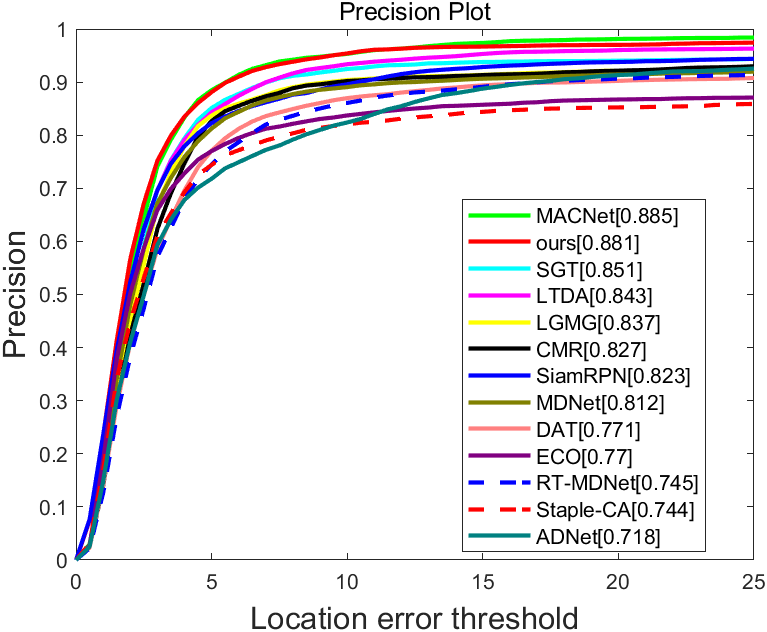 Precision Plot
1
0.9
0.8
0.7
0.6
0.5
0.4
0.3
0.2
0.1
0
Precision
MACNet[0.885]
ours[0.881]
SGT[0.851]
LTDA[0.843]
LGMG[0.837]
CMR[0.827]
SiamRPN[0.823]
MDNet[0.812]
DAT[0.771]
ECO[0.77]
RT-MDNet[0.745]
Staple-CA[0.744]
ADNet[0.718]
0 5 10 15 20 25
Location error threshold